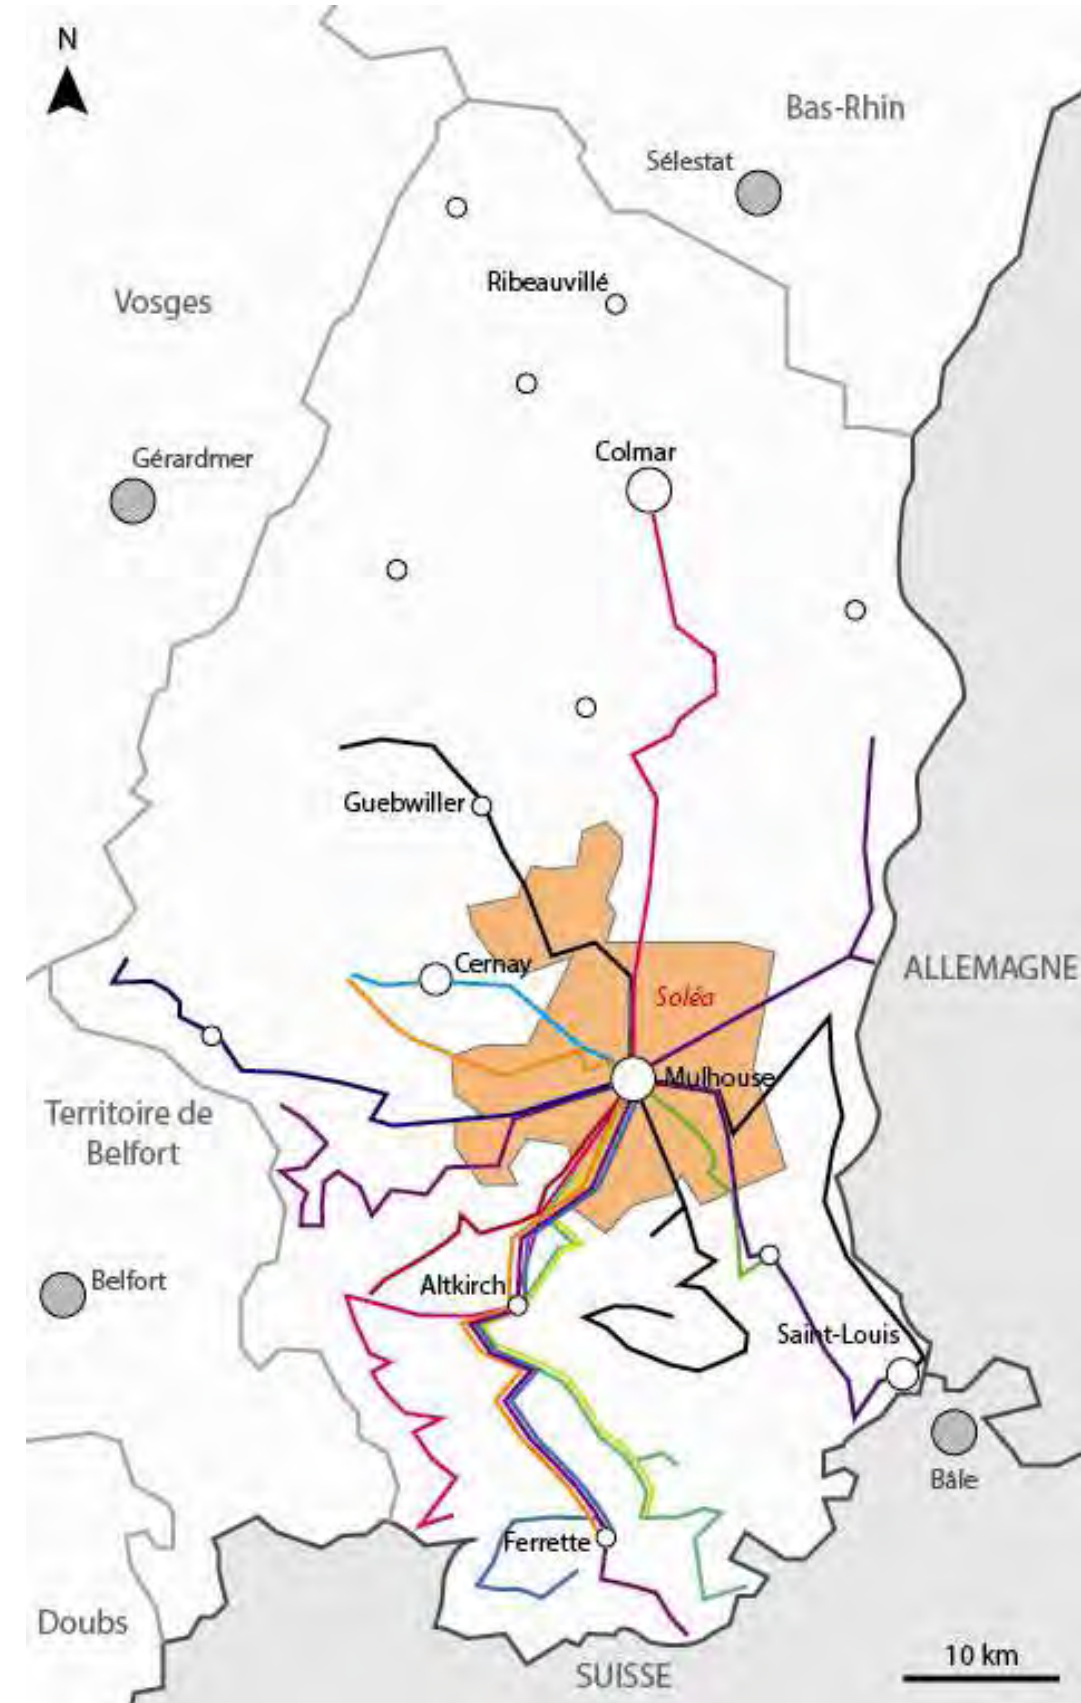 N
Bas-Rhin
Sélestat
Ribeauvillé
Vosges
Colmar
Gérardmer
Guebwiller
Cernay
ALLEMAGNE
Soléa
Mulhouse
Territoire de
Belfort
Belfort
Altkirch
Saint-Louis
Bâle
Ferrette
Doubs
10 km
SUISSE